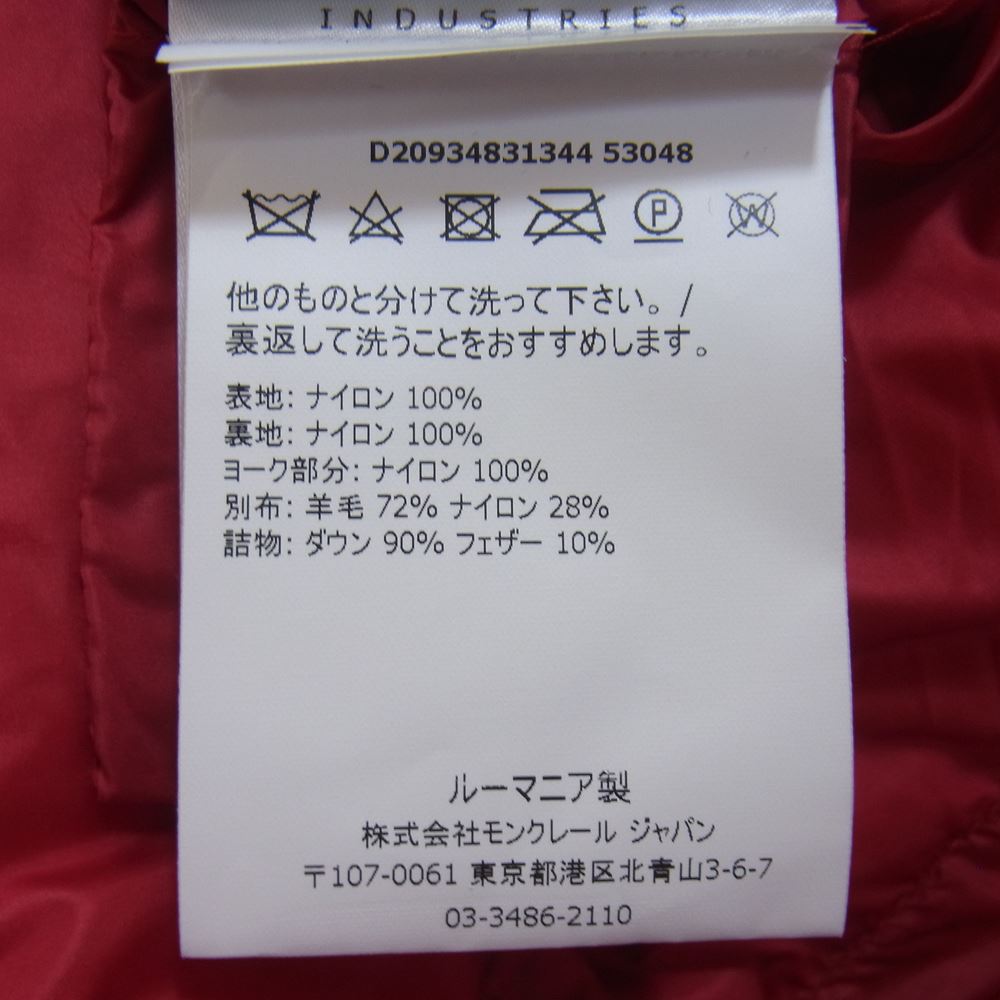 INDUSTRIES
D20934831344 53048
P
W
他のものと分けて洗って下さい。/
裏返して洗うことをおすすめします。
表地: ナイロン 100%
裏地: ナイロン 100%
ヨーク部分: ナイロン 100%
別布: 羊毛 72% ナイロン 28%
詰物: ダウン 90% フェザー 10%
ルーマニア製
株式会社モンクレール ジャパン
〒107-0061 東京都港区北青山3-6-7
03-3486-2110